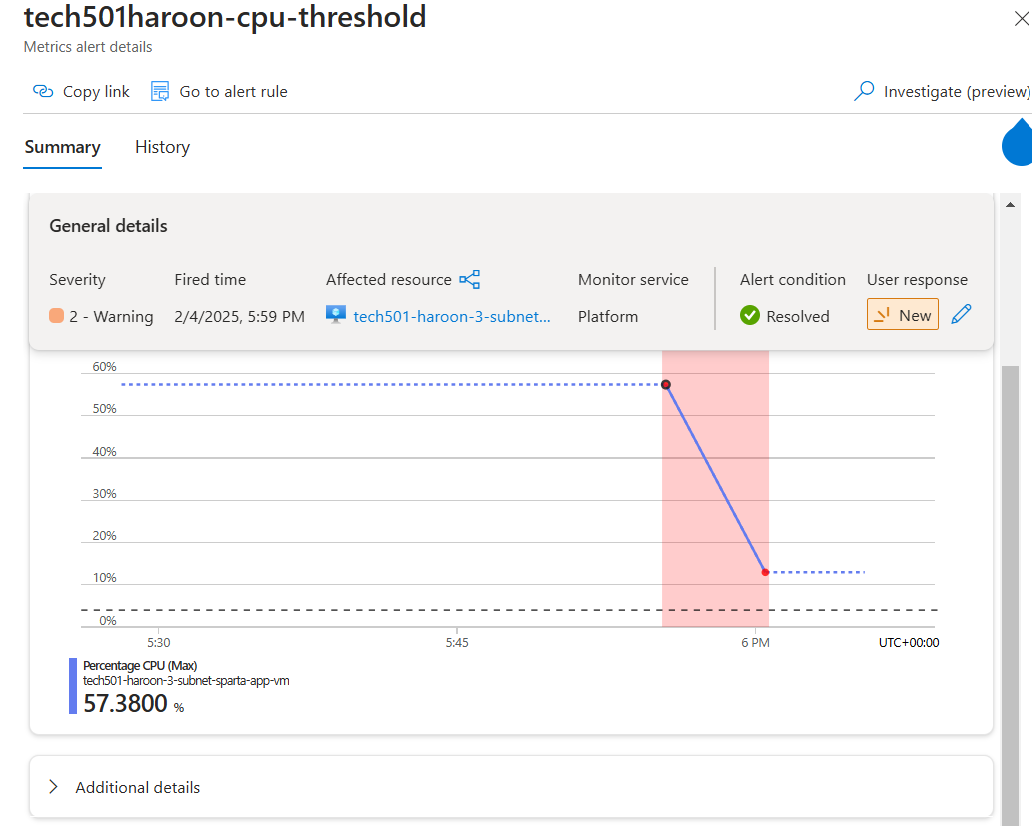 tech501haroon-cpu-threshold
Metrics alert details
Copy link Go to alert rule Investigate (preview)
Summary History
General details
Severity Fired time Affected resource Monitor service Alert condition User response
2 - Warning 2/4/2025, 5:59 PM tech501-haroon-3-subnet... Platform Resolved New
60%
50%
40%
30%
20%
10%
0%
5:30 5:45 6 PM UTC+00:00
Percentage CPU (Max)
tech501-haroon-3-subnet-sparta-app-vm
57.3800 %
Additional details